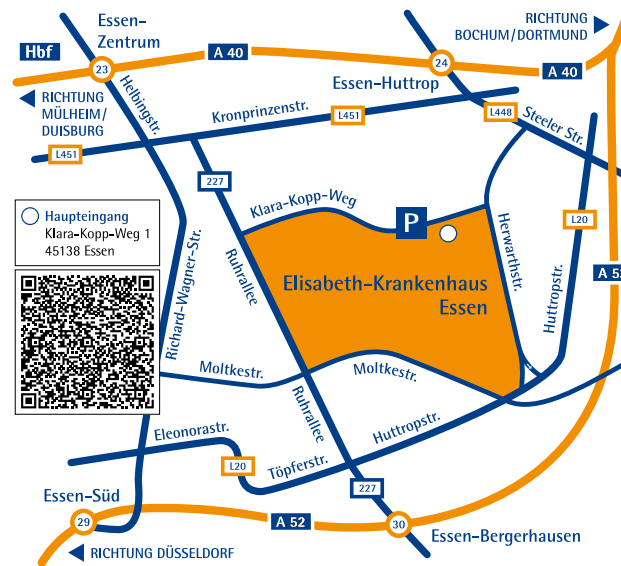 Essen-
Zentrum
RICHTUNG
BOCHUM/DORTMUND
Hbf
A 40
23
24
A 40
Essen-Huttrop
RICHTUNG
MÜLHEIM/
DUISBURG
Helbingstr.
Kronprinzenstr.
L451
L448
Steeler Str.
L451
227
Klara-Kopp-Weg
P
Herwarthstr.
L20
Haupteingang
Klara-Kopp-Weg 1
45138 Essen
Richard-Wagner-Str.
Ruhrallee
Elisabeth-Krankenhaus
Essen
Huttropstr.
A 52
Moltkestr.
Moltkestr.
Ruhrallee
Eleonorastr.
Huttropstr.
L20
Töpferstr.
227
Essen-Süd
29
A 52
30
Essen-Bergerhausen
RICHTUNG DÜSSELDORF